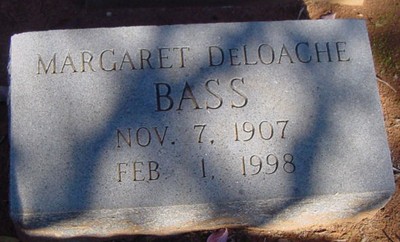 MARGARET DELOACHE
BASS
NOV. 7, 1907
FEB 1, 1998